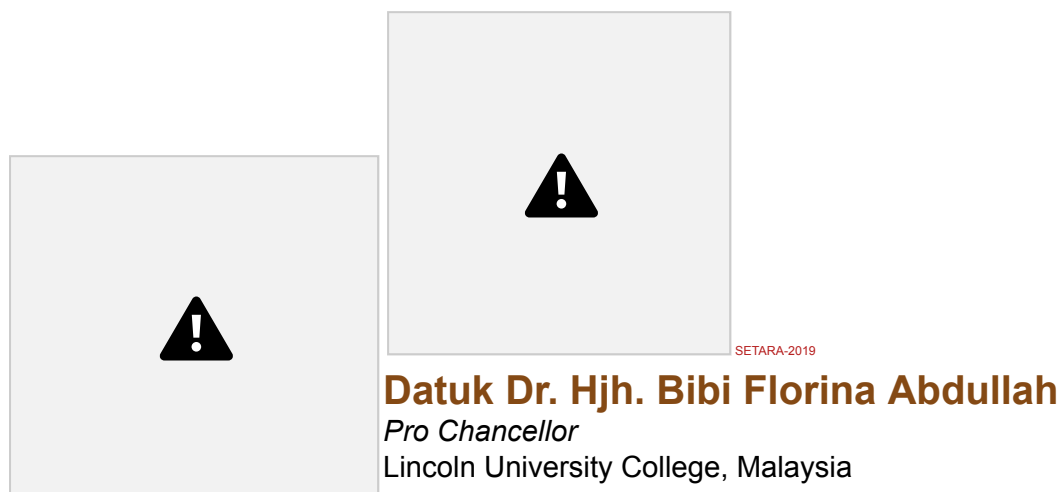 SETARA-2019
Datuk Dr. Hjh. Bibi Florina Abdullah
Pro Chancellor
Lincoln University College, Malaysia